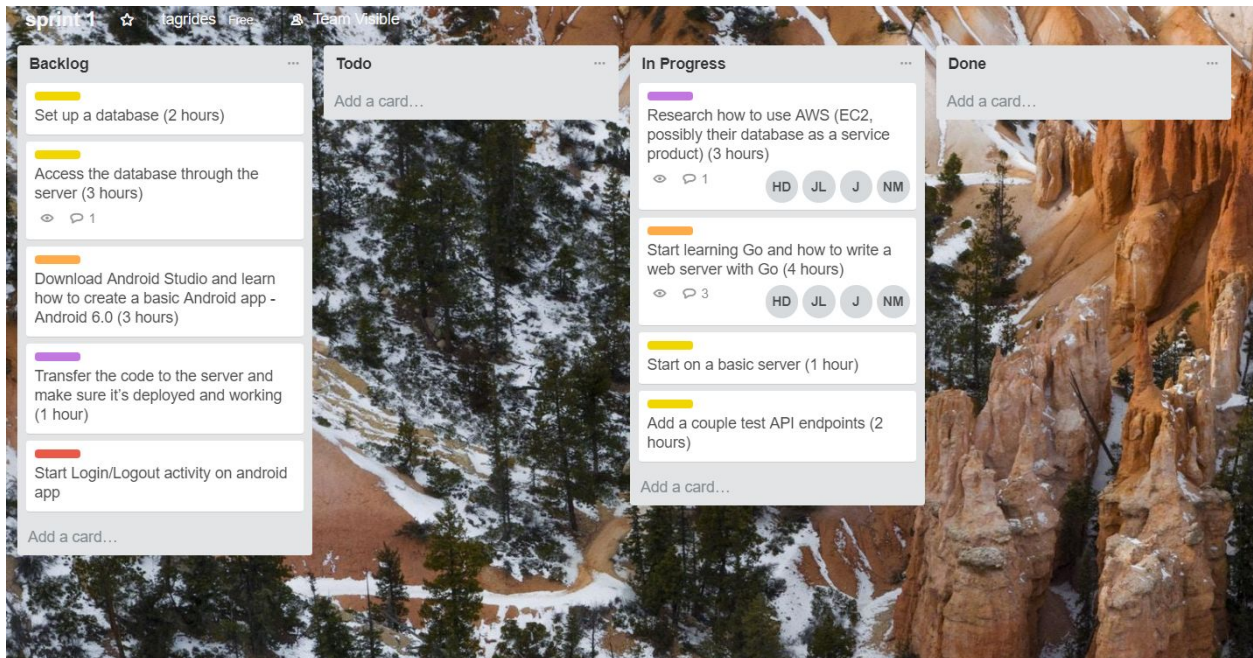 sprint 1 tagrides Free Team Visible
Backlog
Set up a database (2 hours)
Access the database through the
server (3 hours)
1
Download Android Studio and learn
how to create a basic Android app -
Android 6.0 (3 hours)
Transfer the code to the server and
make sure it's deployed and working
(1 hour)
Start Login/Logout activity on android
app
Add a card…
Todo
Add a card…
In Progress
Research how to use AWS (EC2,
possibly their database as a service
product) (3 hours)
1 HD JL J NM
Start learning Go and how to write a
web server with Go (4 hours)
3 HD JL J NM
Start on a basic server (1 hour)
Add a couple test API endpoints (2
hours)
Add a card…
Done
Add a card…